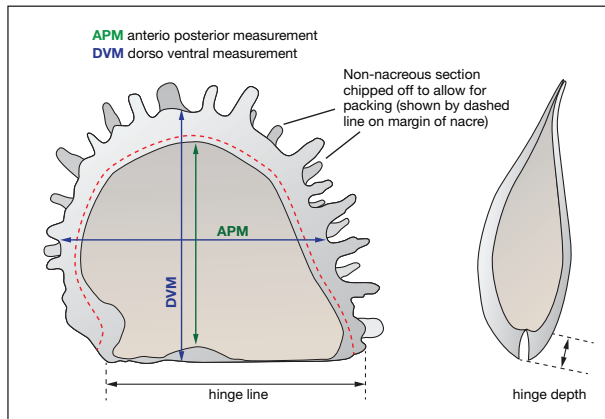 APM anterio posterior measurement
DVM dorso ventral measurement
Non-nacreous section
chipped off to allow for
packing (shown by dashed
line on margin of nacre)
APM
DVM
hinge line
hinge depth